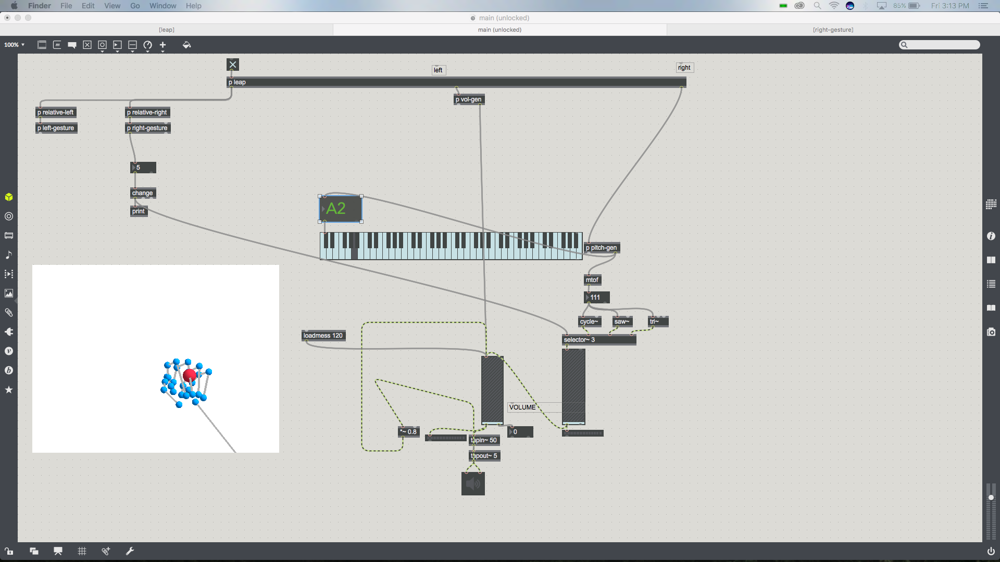 Finder File Edit View Go Window Help
85% Fri 3:13 PM
main (unlocked)
[leap] main (unlocked) [right-gesture]
100%
left
right
p leap
p vol-gen
p relative-left
p relative-right
p left-gesture
p right-gesture
5
change
print
A2
p pitch-gen
mtof
111
cycle~ saw~ tri~
loadmess 120
selector~ 3
VOLUME
*~ 0.8
0
tapin~ 50
tapout~ 5